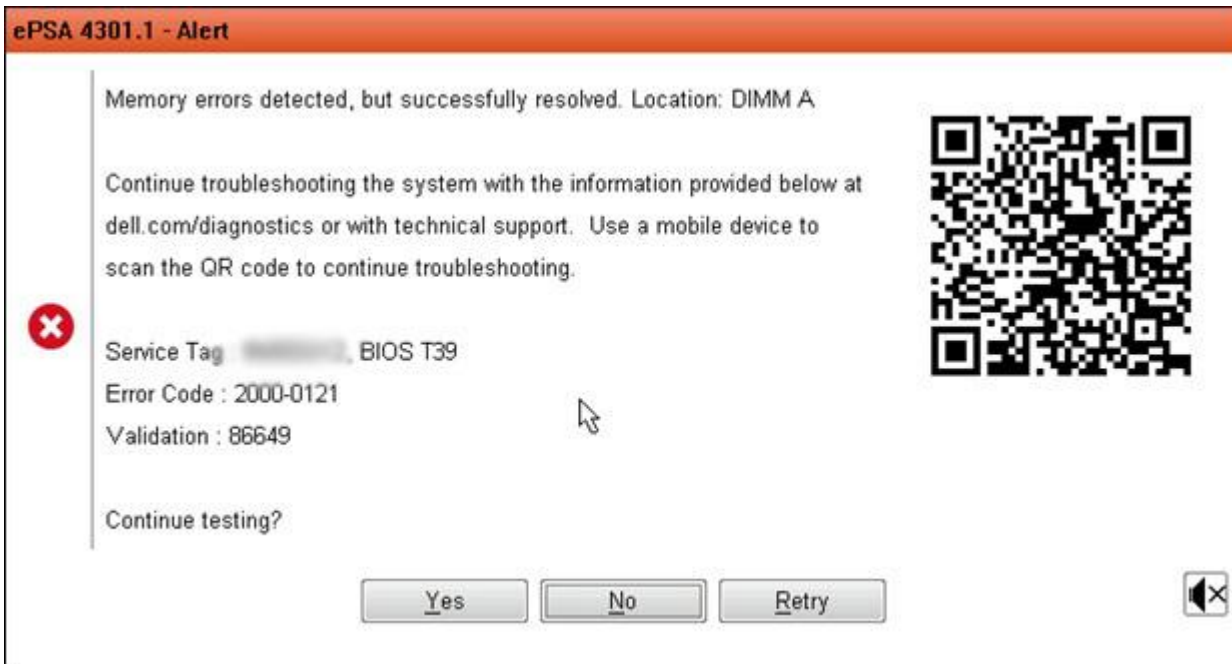 ePSA 4301.1 - Alert
Memory errors detected, but successfully resolved. Location: DIMM A
Continue troubleshooting the system with the information provided below at
dell.com/diagnostics or with technical support. Use a mobile device to
scan the QR code to continue troubleshooting.
Service Tag : , BIOS T39
Error Code : 2000-0121
Validation : 86649
Continue testing?
Yes No Retry